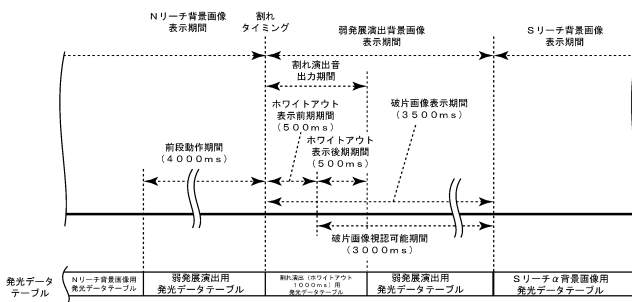 Nリーチ背景画像
表示期間
割れ
タイミング
弱発展演出背景画像
表示期間
Sリーチ背景画像
表示期間
割れ演出音
出力期間
ホワイトアウト
表示前期期間
(500ms)
破片画像表示期間
(3500ms)
ホワイトアウト
表示後期期間
(500ms)
前段動作期間
(4000ms)
破片画像視認可能期間
(3000ms)
発光データ
テーブル
Nリーチ背景画像用
発光データテーブル
弱発展演出用
発光データテーブル
割れ演出(ホワイトアウト
1000ms)用
発光データテーブル
弱発展演出用
発光データテーブル
Sリーチα背景画像用
発光データテーブル